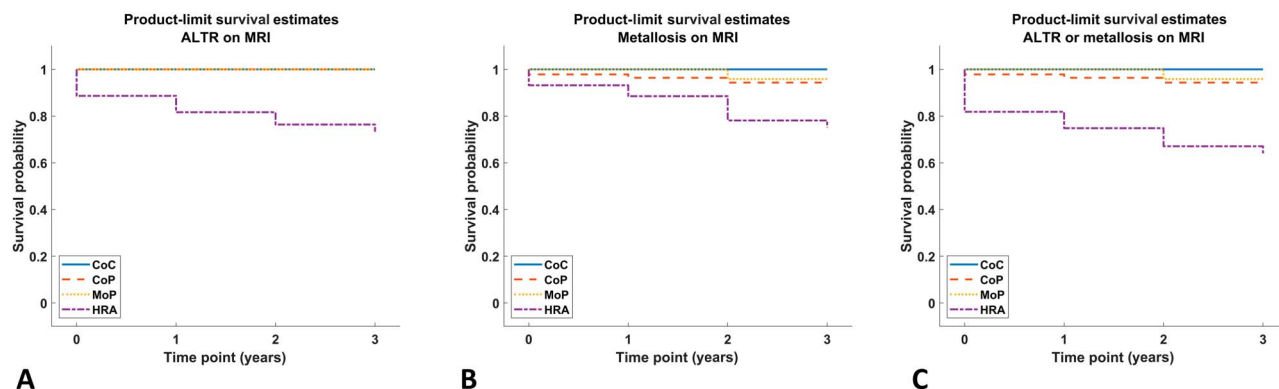 Product-limit survival estimates
ALTR on MRI
Survival probability
1
0.8
0.6
0.4
0.2
0
CoC
CoP
MoP
HRA
0 1 2 3
Time point (years)
A
Product-limit survival estimates
Metallosis on MRI
Survival probability
1
0.8
0.6
0.4
0.2
0
CoC
CoP
MoP
HRA
0 1 2 3
Time point (years)
B
Product-limit survival estimates
ALTR or metallosis on MRI
Survival probability
1
0.8
0.6
0.4
0.2
0
CoC
CoP
MoP
HRA
0 1 2 3
Time point (years)
C